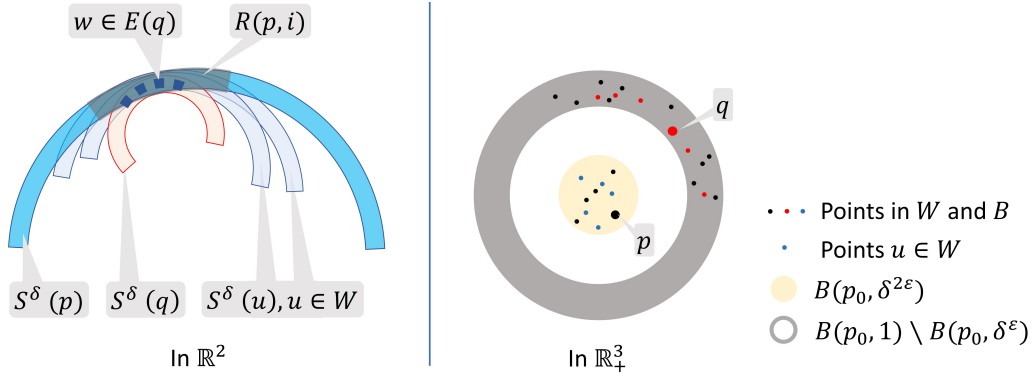 w ∈ E(q)
R(p, i)
S^δ (p)
S^δ (q)
S^δ (u), u ∈ W
In ℝ²
q
p
In ℝ³₊
Points in W and B
Points u ∈ W
B(p₀, δ^{2ε})
B(p₀, 1) \ B(p₀, δ^ε)